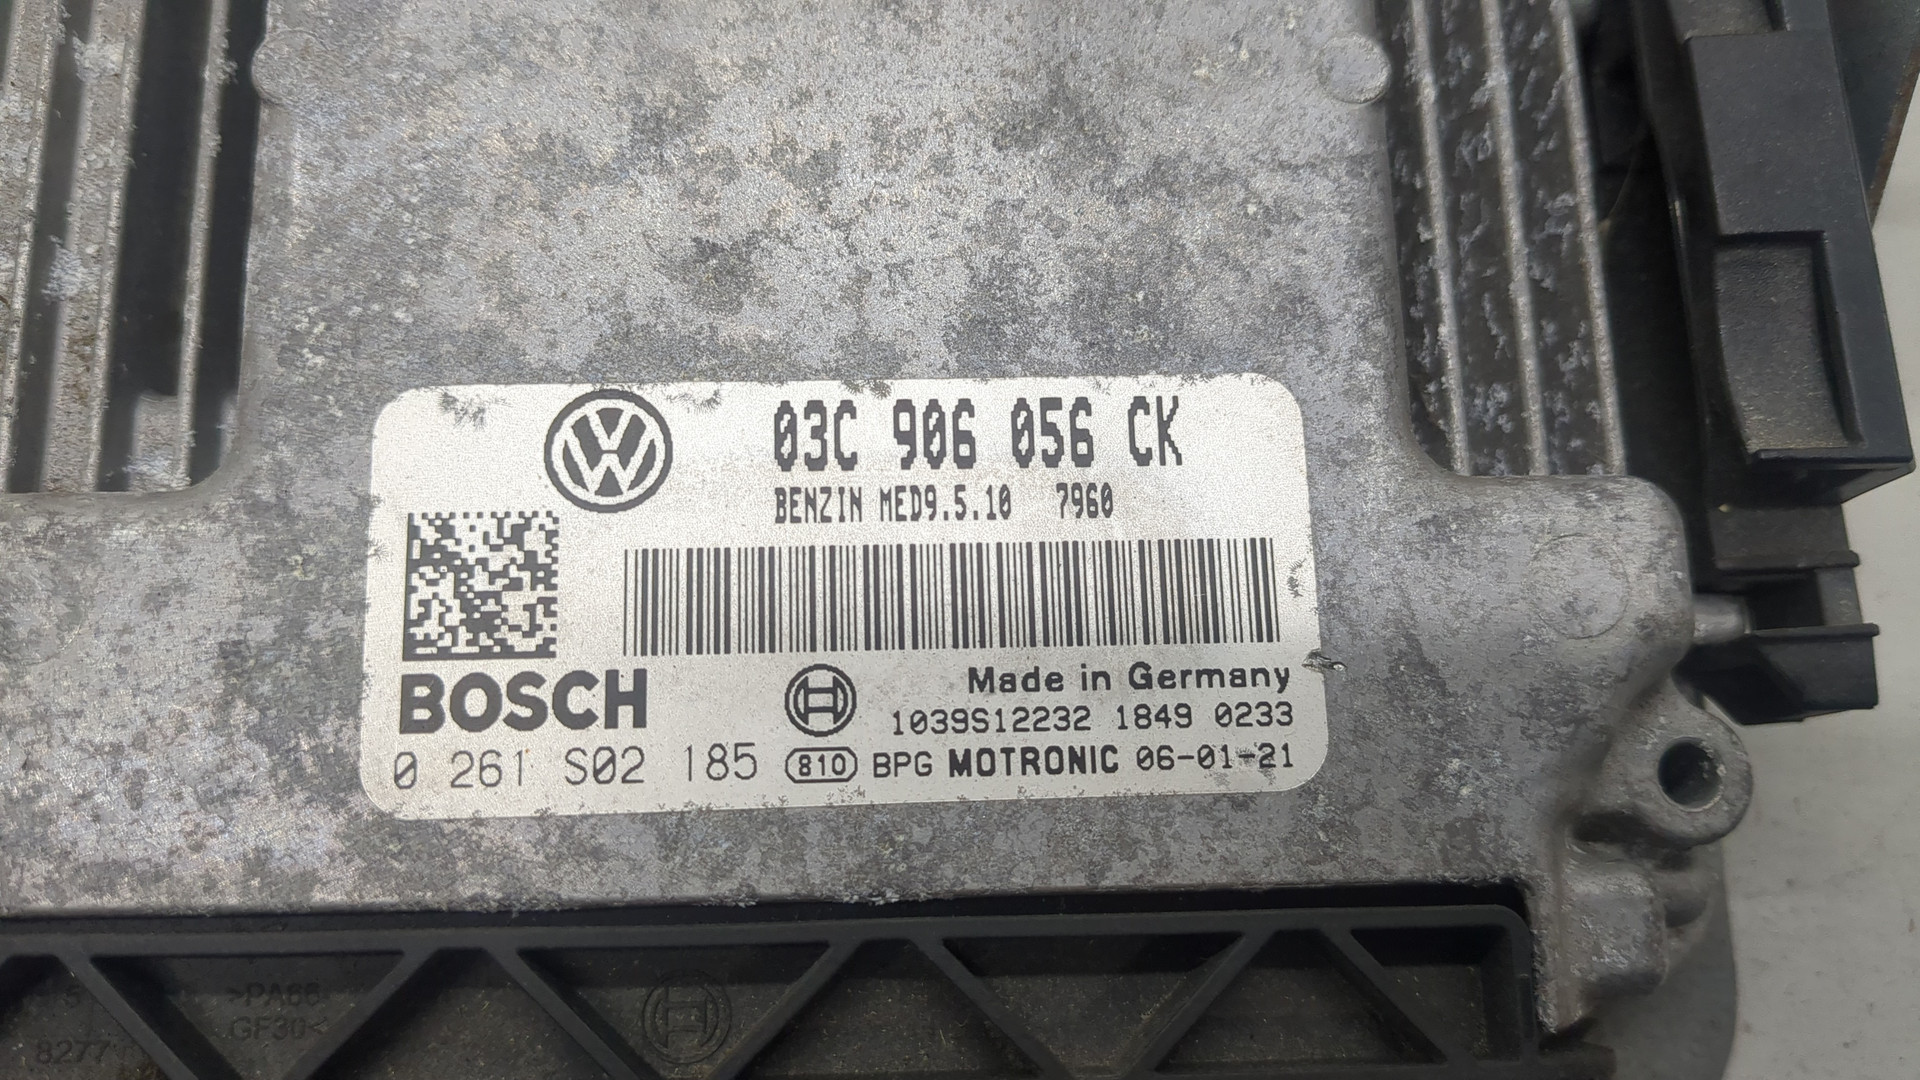 03C 906 056 CK
BENZIN MED9.5.10 7960
BOSCH
Made in Germany
1039S12232 1849 0233
0 261 S02 185 810 BPG MOTRONIC 06-01-21
>PA66-
GF30<
8277